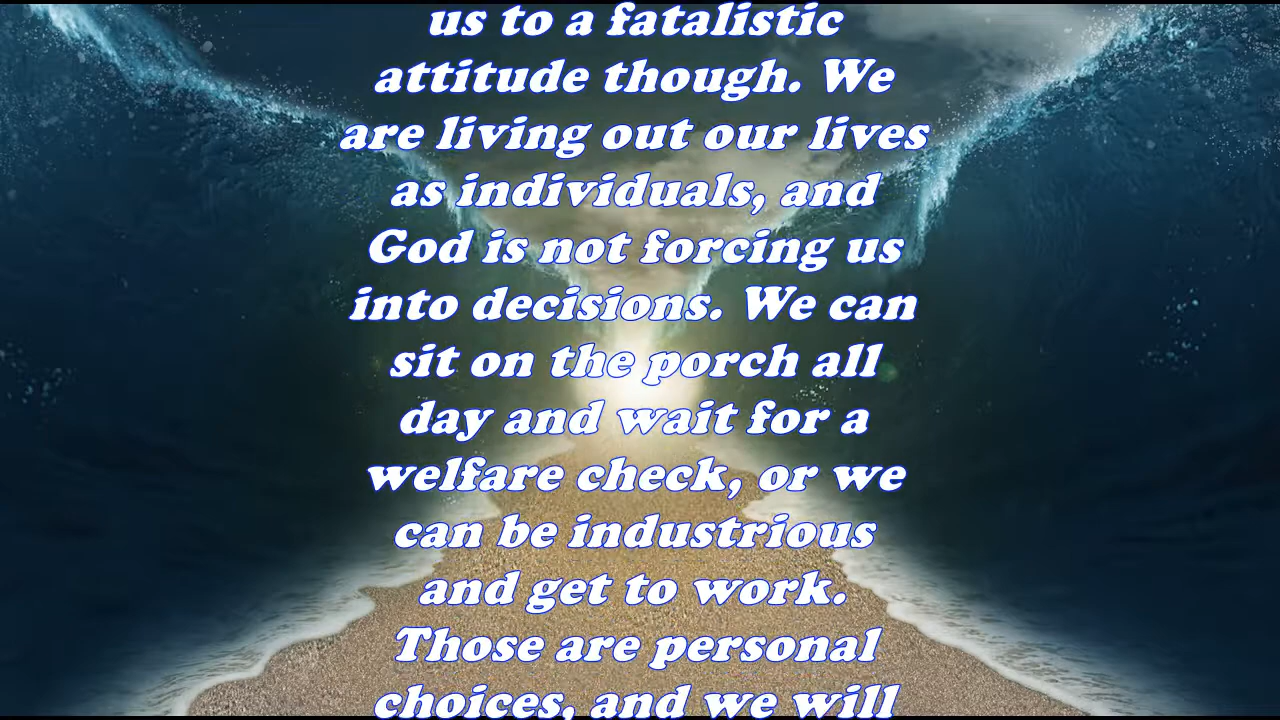 us to a fatalistic
attitude though. We
are living out our lives
as individuals, and
God is not forcing us
into decisions. We can
sit on the porch all
day and wait for a
welfare check, or we
can be industrious
and get to work.
Those are personal
choices, and we will